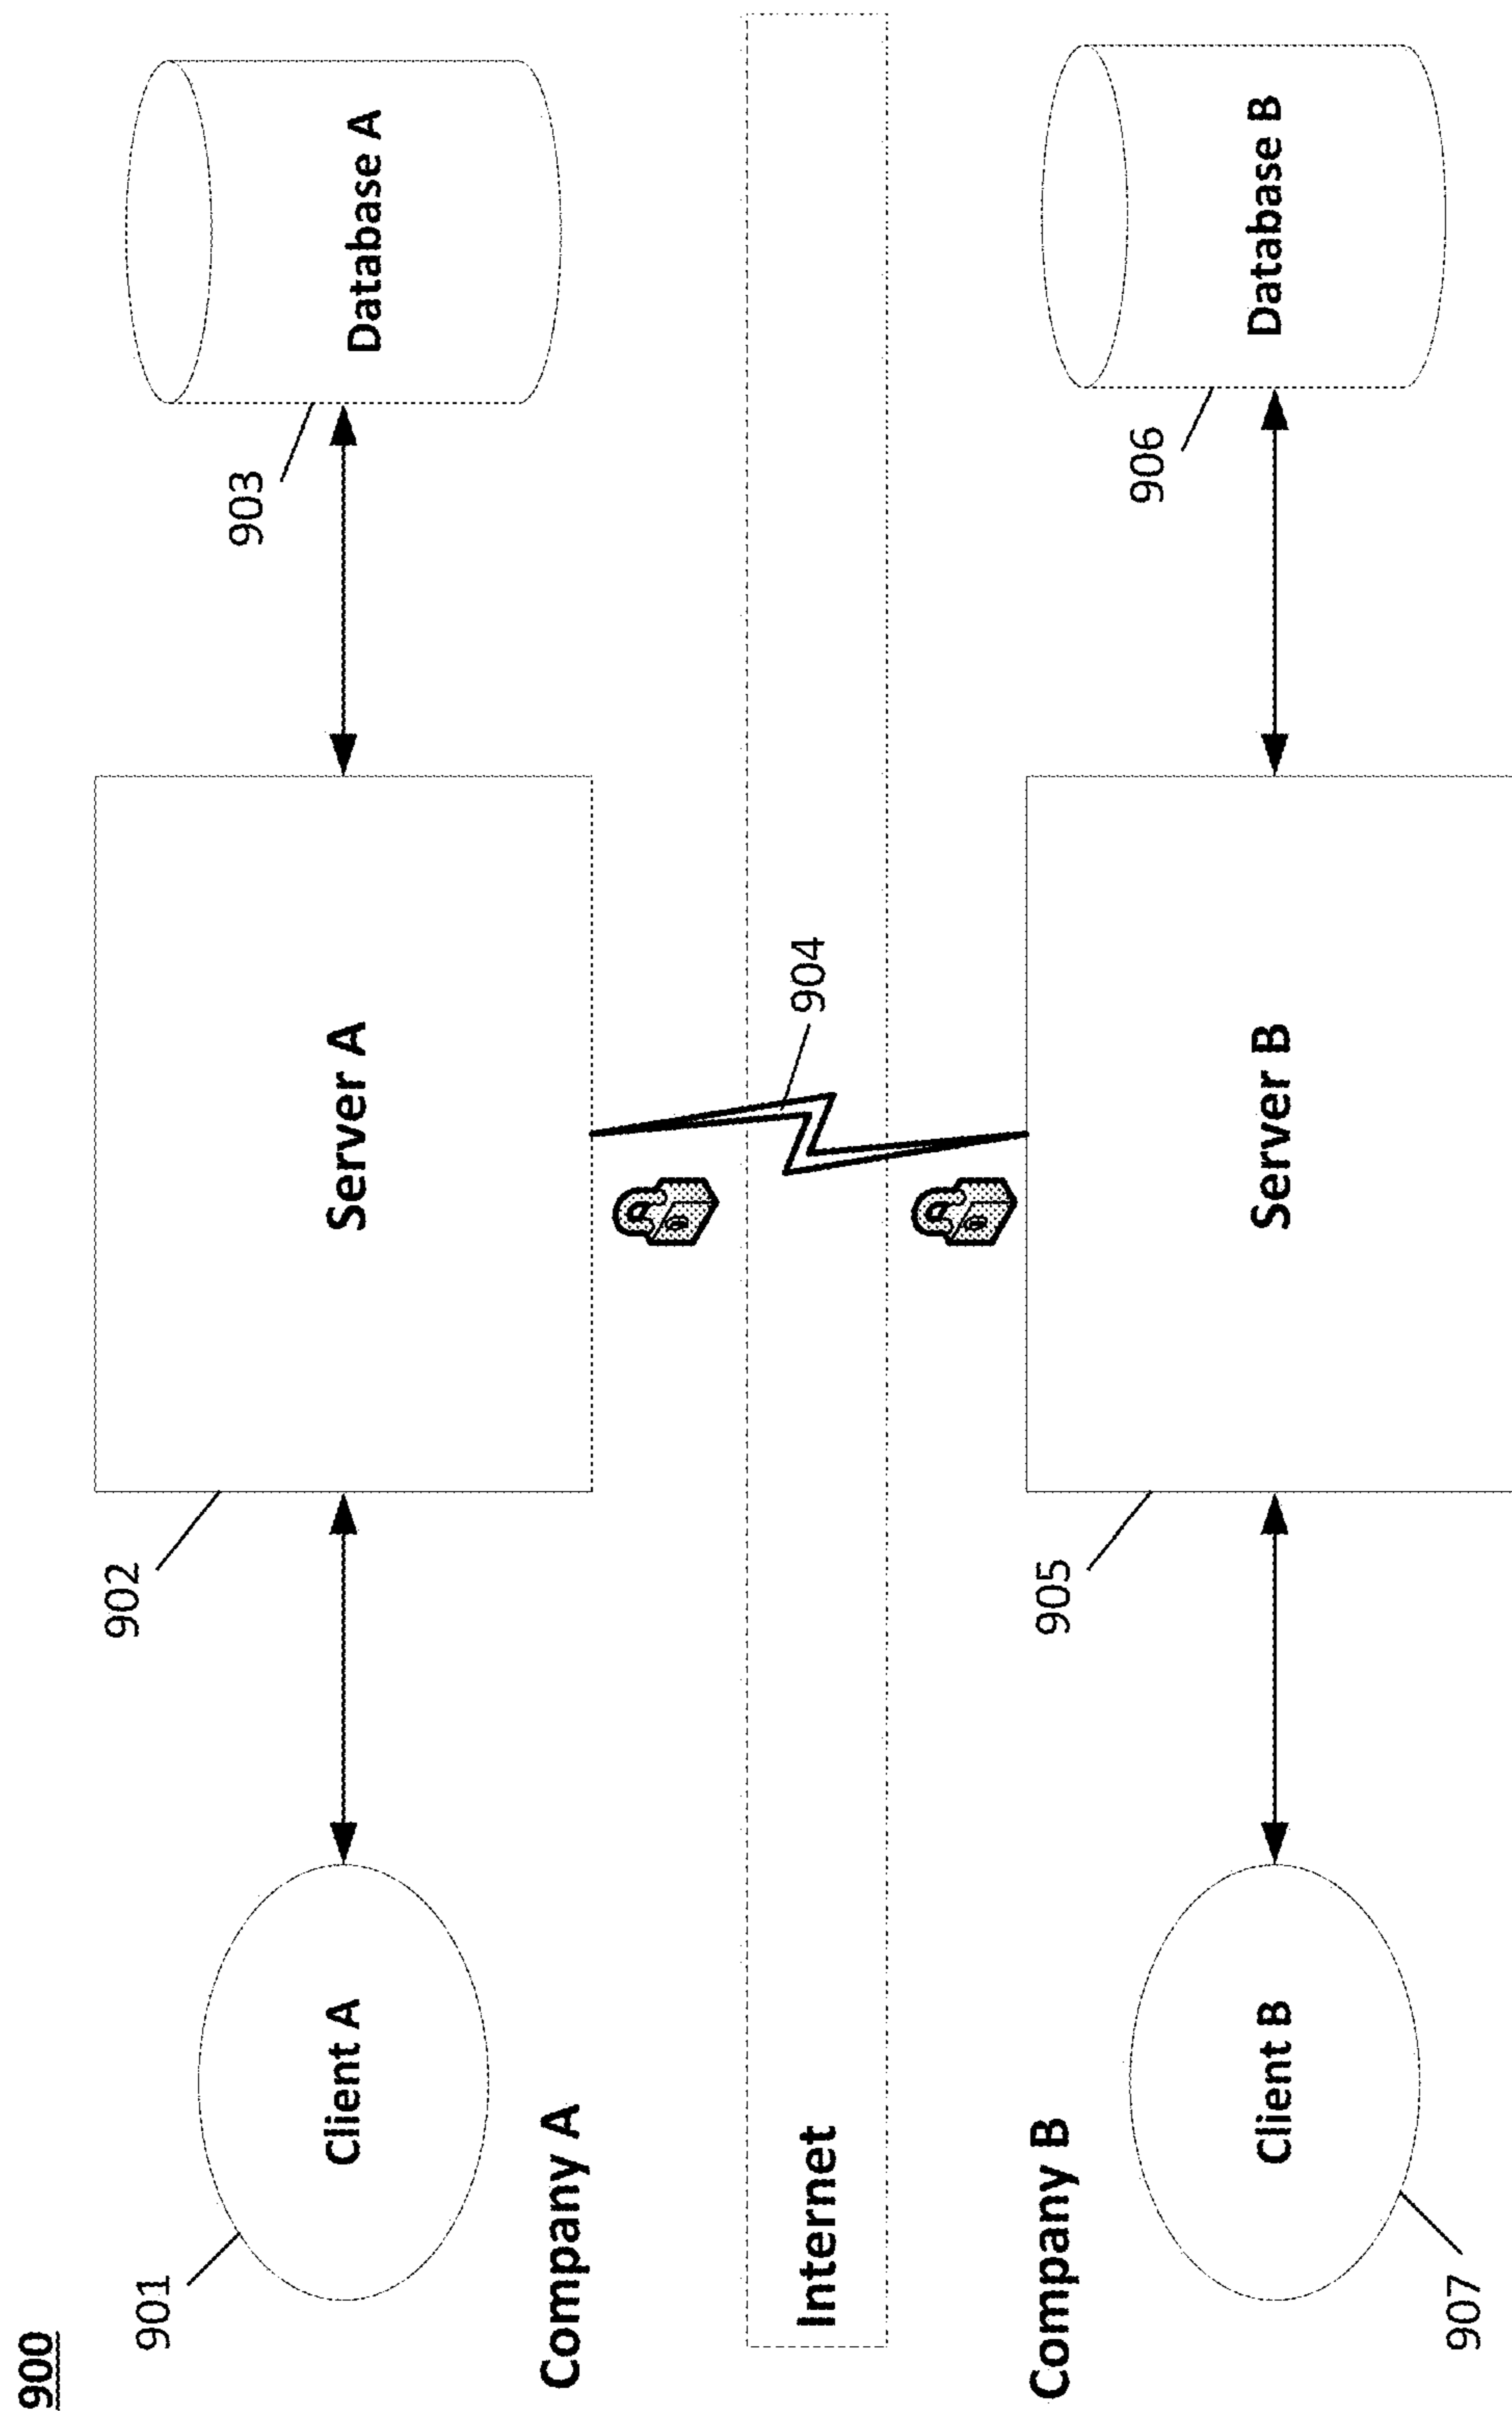 900
901
Client A
902
Server A
903
Database A
Company A
Internet
904
Company B
907
Client B
905
Server B
906
Database B